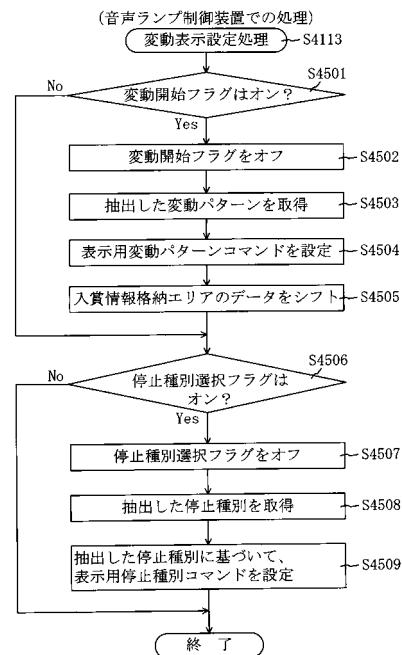 (音声ランプ制御装置での処理)
変動表示設定処理
S4113
S4501
No
変動開始フラグはオン?
Yes
変動開始フラグをオフ
S4502
抽出した変動パターンを取得
S4503
表示用変動パターンコマンドを設定
S4504
入賞情報格納エリアのデータをシフト
S4505
S4506
No
停止種別選択フラグは
オン?
Yes
停止種別選択フラグをオフ
S4507
抽出した停止種別を取得
S4508
抽出した停止種別に基づいて、
表示用停止種別コマンドを設定
S4509
終 了